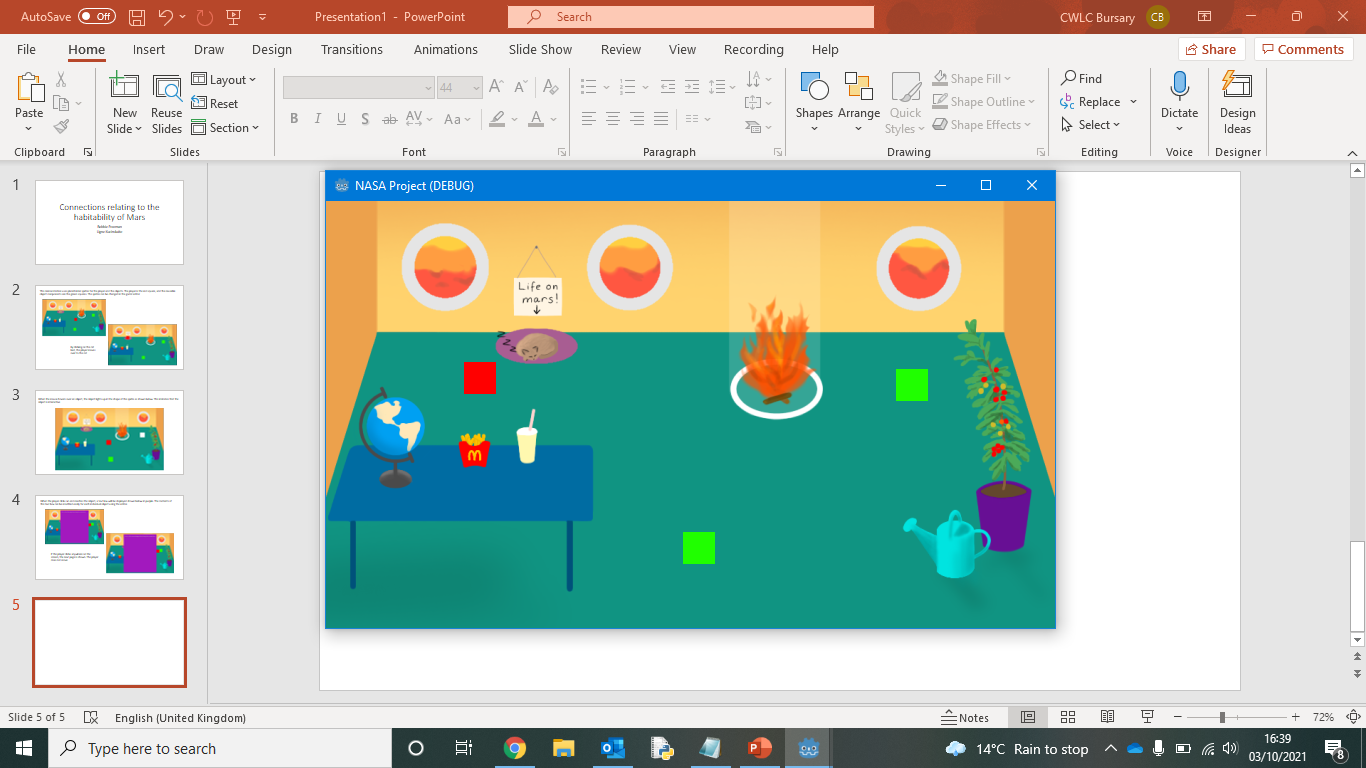 AutoSave Off
Presentation1 - PowerPoint
Search
CWLC Bursary CB
File Home Insert Draw Design Transitions Animations Slide Show Review View Recording Help
Share Comments
Paste
Clipboard
New Slide
Reuse Slides
Layout
Reset
Section
Slides
44
B I U S ab AV Aa A
Font
Paragraph
Shapes
Arrange
Quick Styles
Shape Fill
Shape Outline
Shape Effects
Drawing
Find
Replace
Select
Editing
Dictate
Voice
Design Ideas
Designer
1
Connections relating to the
habitability of Mars
2
3
4
5
NASA Project (DEBUG)
Life on
mars!
z z z
Slide 5 of 5
English (United Kingdom)
Notes
72%
Type here to search
14°C Rain to stop
16:39
03/10/2021
8